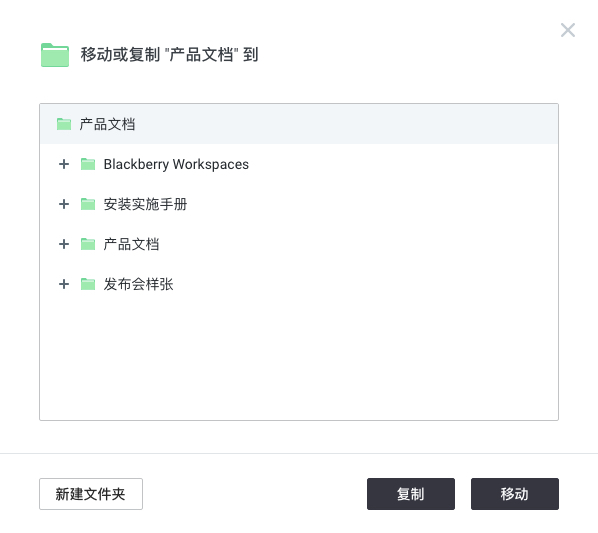 移动或复制 "产品文档" 到
产品文档
Blackberry Workspaces
安装实施手册
产品文档
发布会样张
新建文件夹
复制
移动